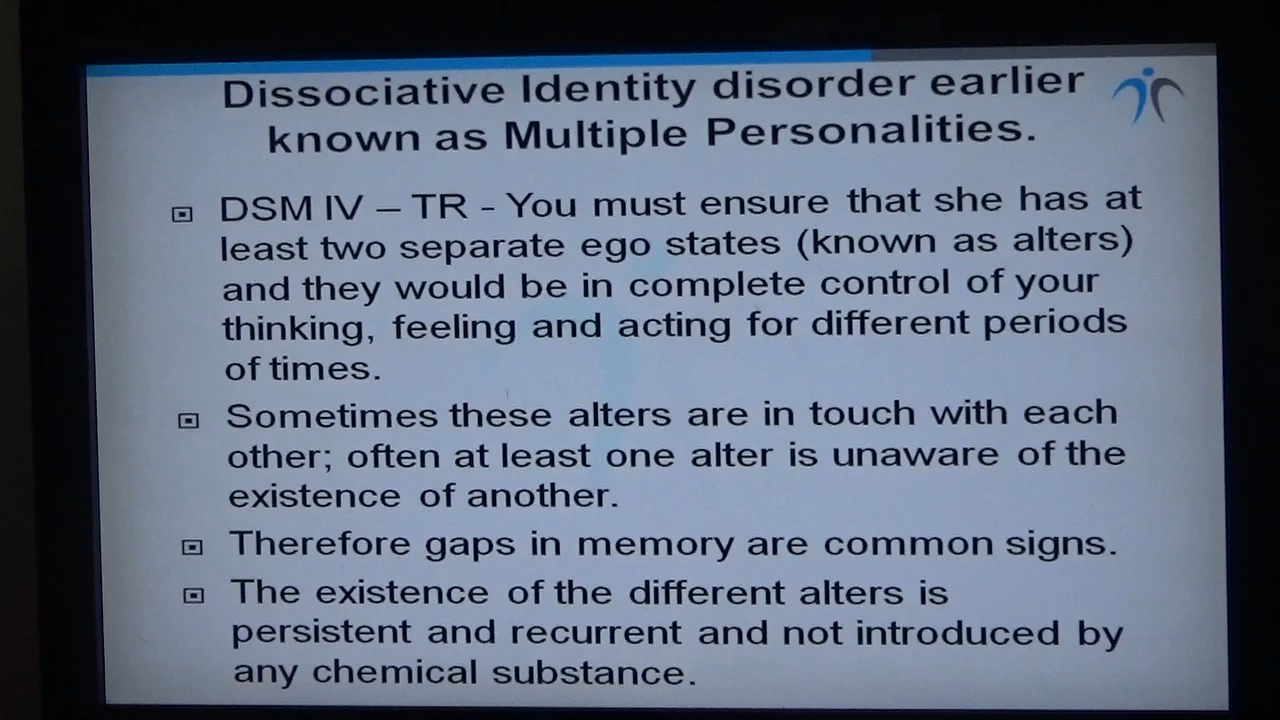 Dissociative Identity disorder earlier
known as Multiple Personalities.
DSM IV – TR - You must ensure that she has at
least two separate ego states (known as alters)
and they would be in complete control of your
thinking, feeling and acting for different periods
of times.
Sometimes these alters are in touch with each
other; often at least one alter is unaware of the
existence of another.
Therefore gaps in memory are common signs.
The existence of the different alters is
persistent and recurrent and not introduced by
any chemical substance.